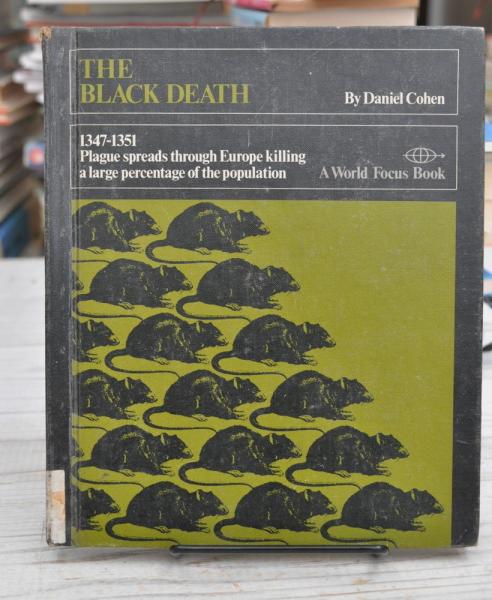 THE
BLACK DEATH
By Daniel Cohen
1347-1351
Plague spreads through Europe killing
a large percentage of the population
A World Focus Book